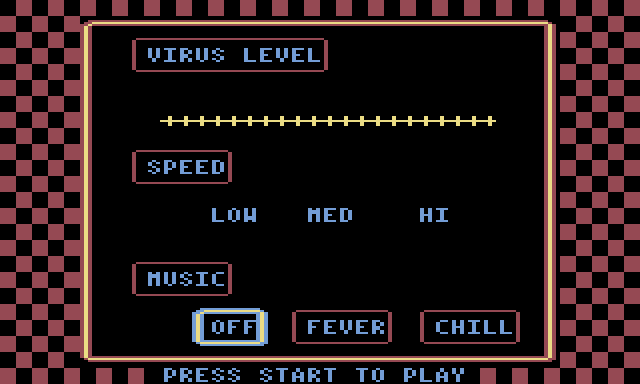 VIRUS LEVEL
SPEED
LOW MED HI
MUSIC
OFF FEVER CHILL
PRESS START TO PLAY